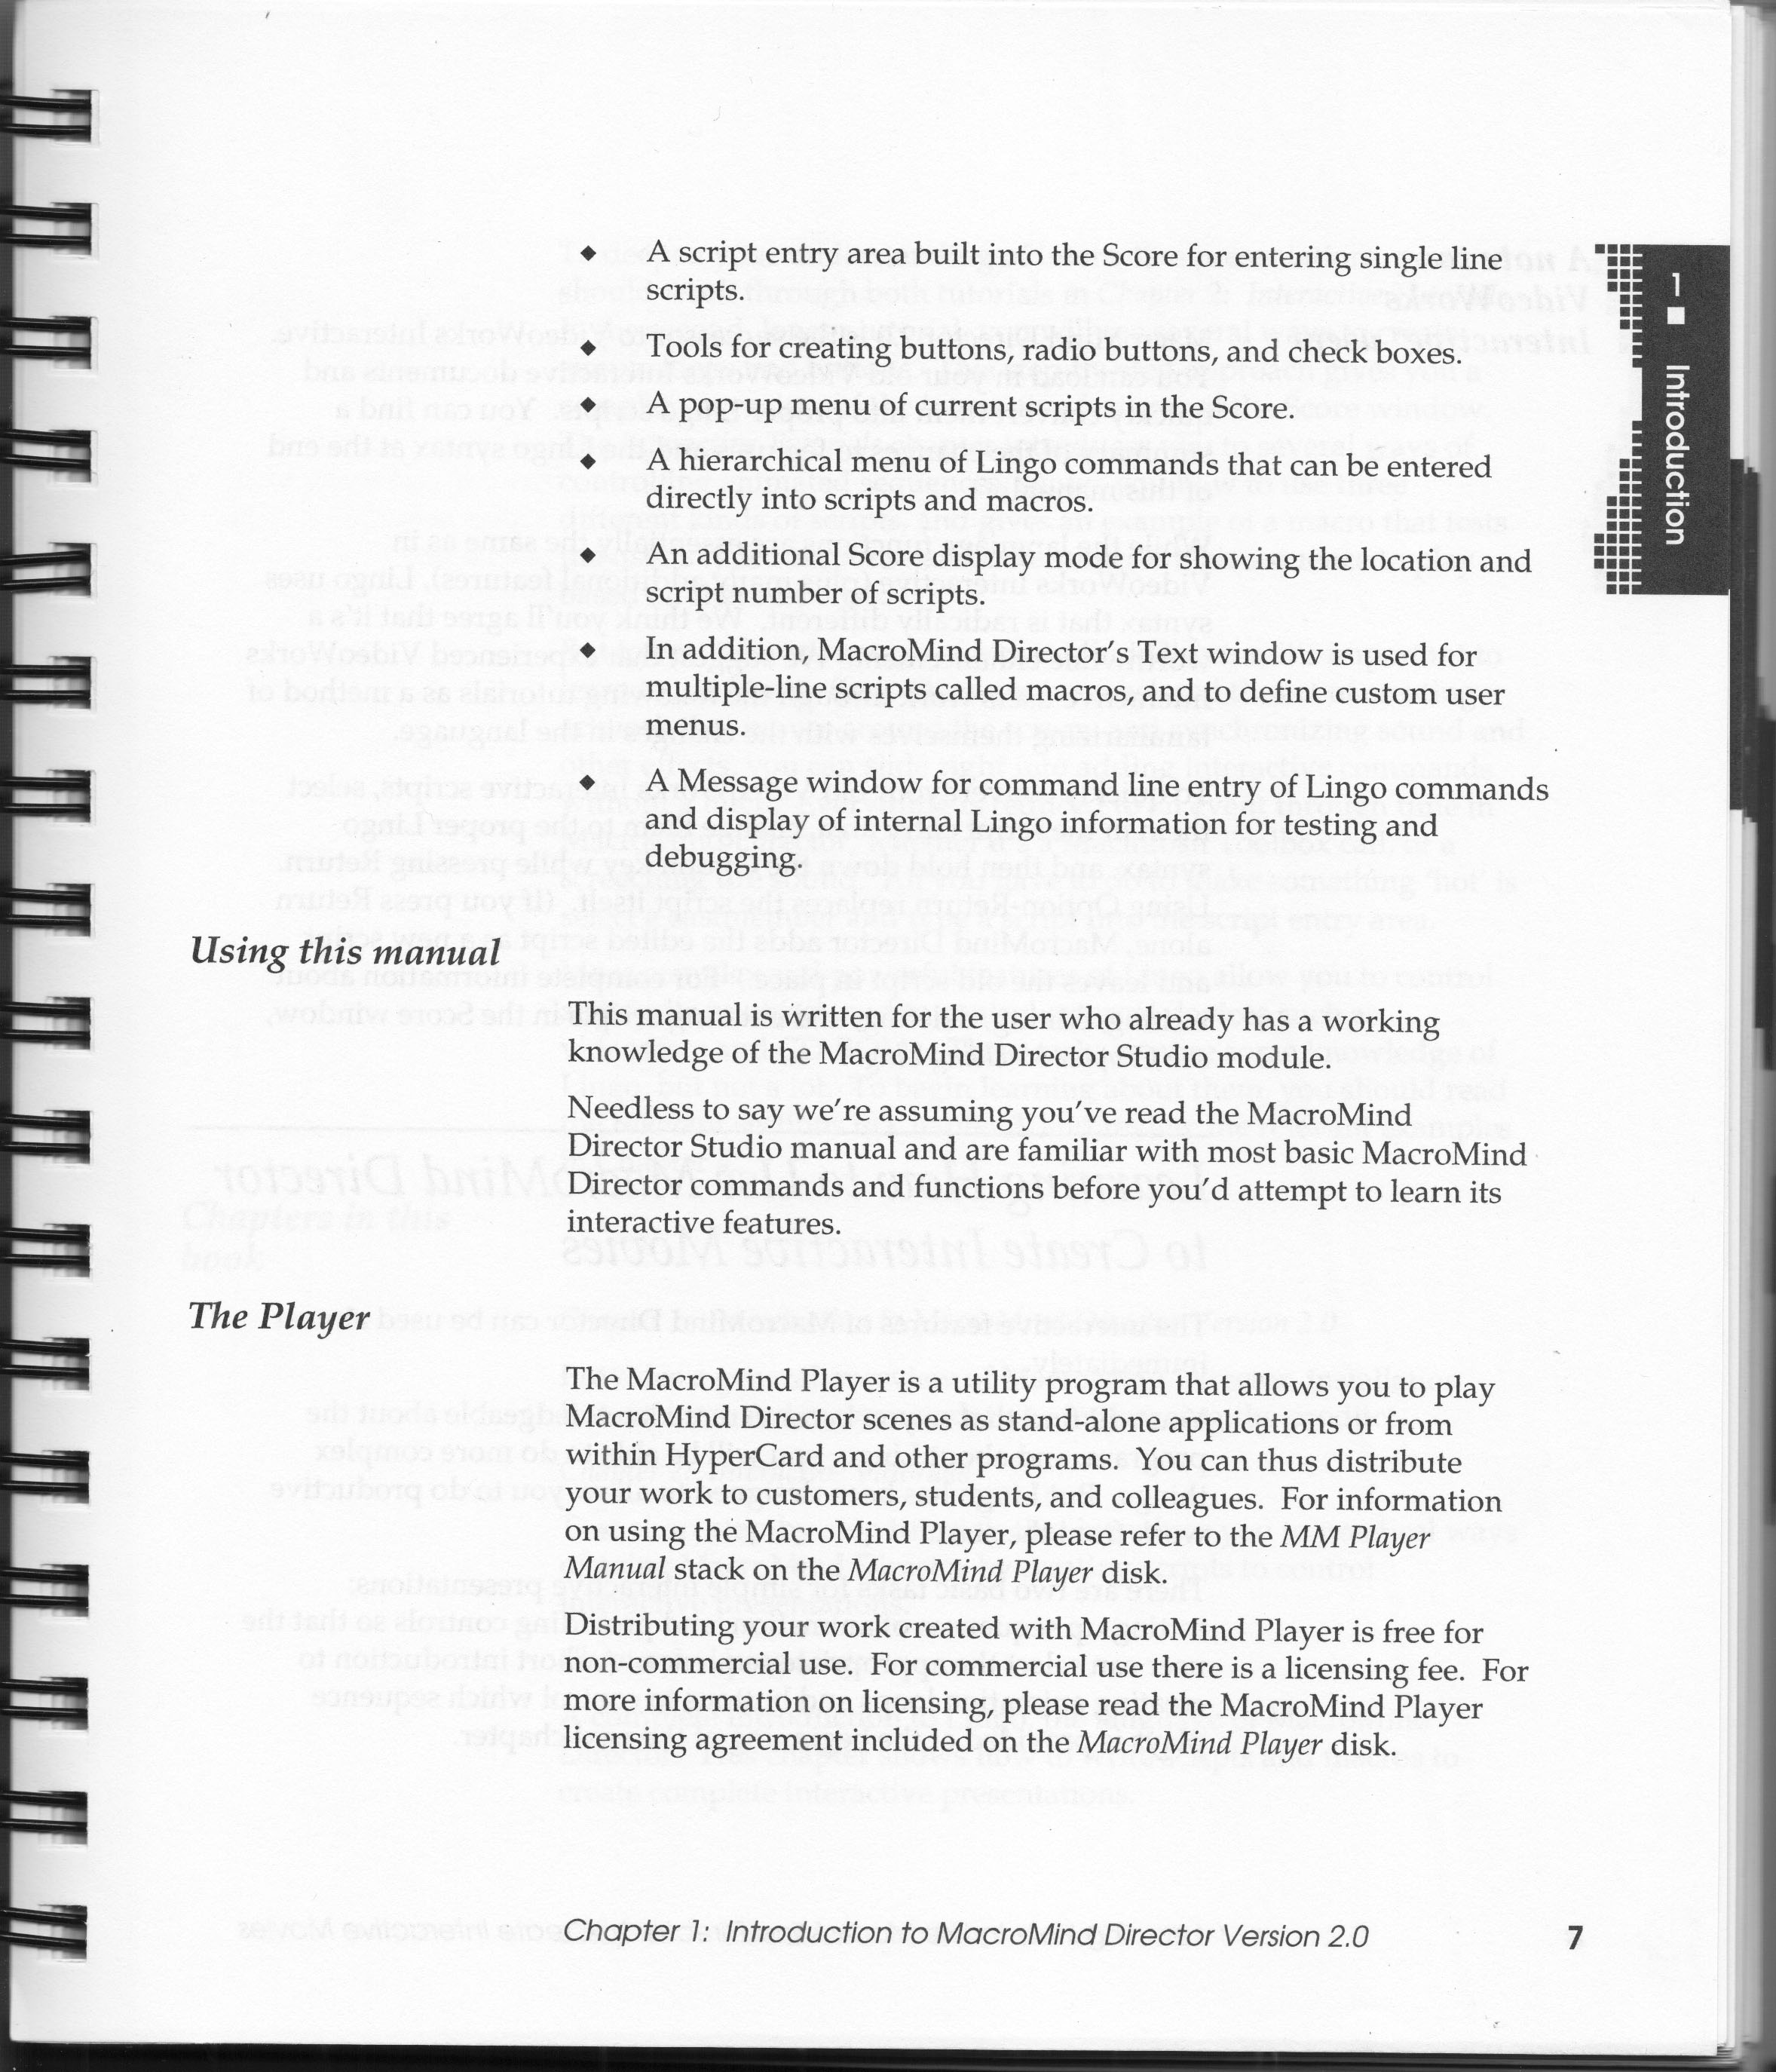 ◆ A script entry area built into the Score for entering single line
scripts.
◆ Tools for creating buttons, radio buttons, and check boxes.
◆ A pop-up menu of current scripts in the Score.
◆ A hierarchical menu of Lingo commands that can be entered
directly into scripts and macros.
◆ An additional Score display mode for showing the location and
script number of scripts.
◆ In addition, MacroMind Director's Text window is used for
multiple-line scripts called macros, and to define custom user
menus.
◆ A Message window for command line entry of Lingo commands
and display of internal Lingo information for testing and
debugging.
1 ■ Introduction
Using this manual
This manual is written for the user who already has a working
knowledge of the MacroMind Director Studio module.
Needless to say we're assuming you've read the MacroMind
Director Studio manual and are familiar with most basic MacroMind
Director commands and functions before you'd attempt to learn its
interactive features.
The Player
The MacroMind Player is a utility program that allows you to play
MacroMind Director scenes as stand-alone applications or from
within HyperCard and other programs. You can thus distribute
your work to customers, students, and colleagues. For information
on using the MacroMind Player, please refer to the MM Player
Manual stack on the MacroMind Player disk.
Distributing your work created with MacroMind Player is free for
non-commercial use. For commercial use there is a licensing fee. For
more information on licensing, please read the MacroMind Player
licensing agreement included on the MacroMind Player disk.
Chapter 1: Introduction to MacroMind Director Version 2.0 7